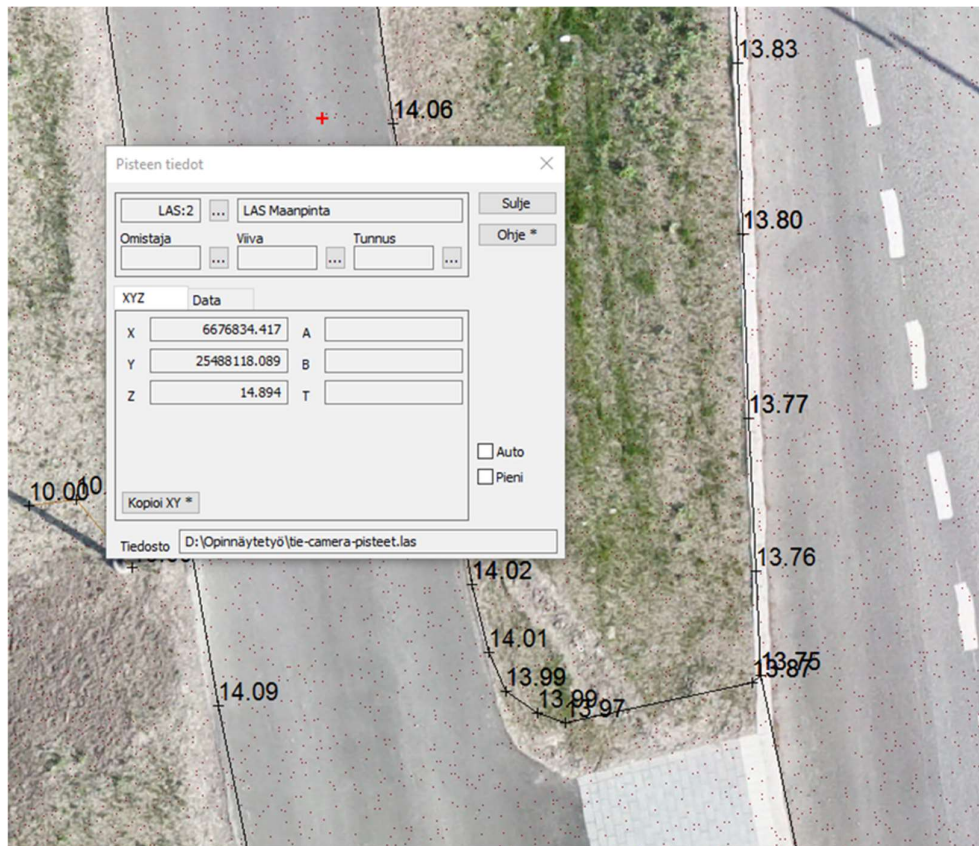 13.83
14.06
Pisteen tiedot
LAS:2 ... LAS Maanpinta Sulje
Omistaja Viiva Tunnus Ohje *
... ... ...
XYZ Data
X 6676834.417 A
Y 25488118.089 B
Z 14.894 T
Auto
Pieni
Kopioi XY *
Tiedosto D:\Opinnäytetyö\tie-camera-pisteet.las
13.80
13.77
10.00
10.
13.76
14.02
14.01
13.99
13.99
13.97
13.75
13.87
14.09